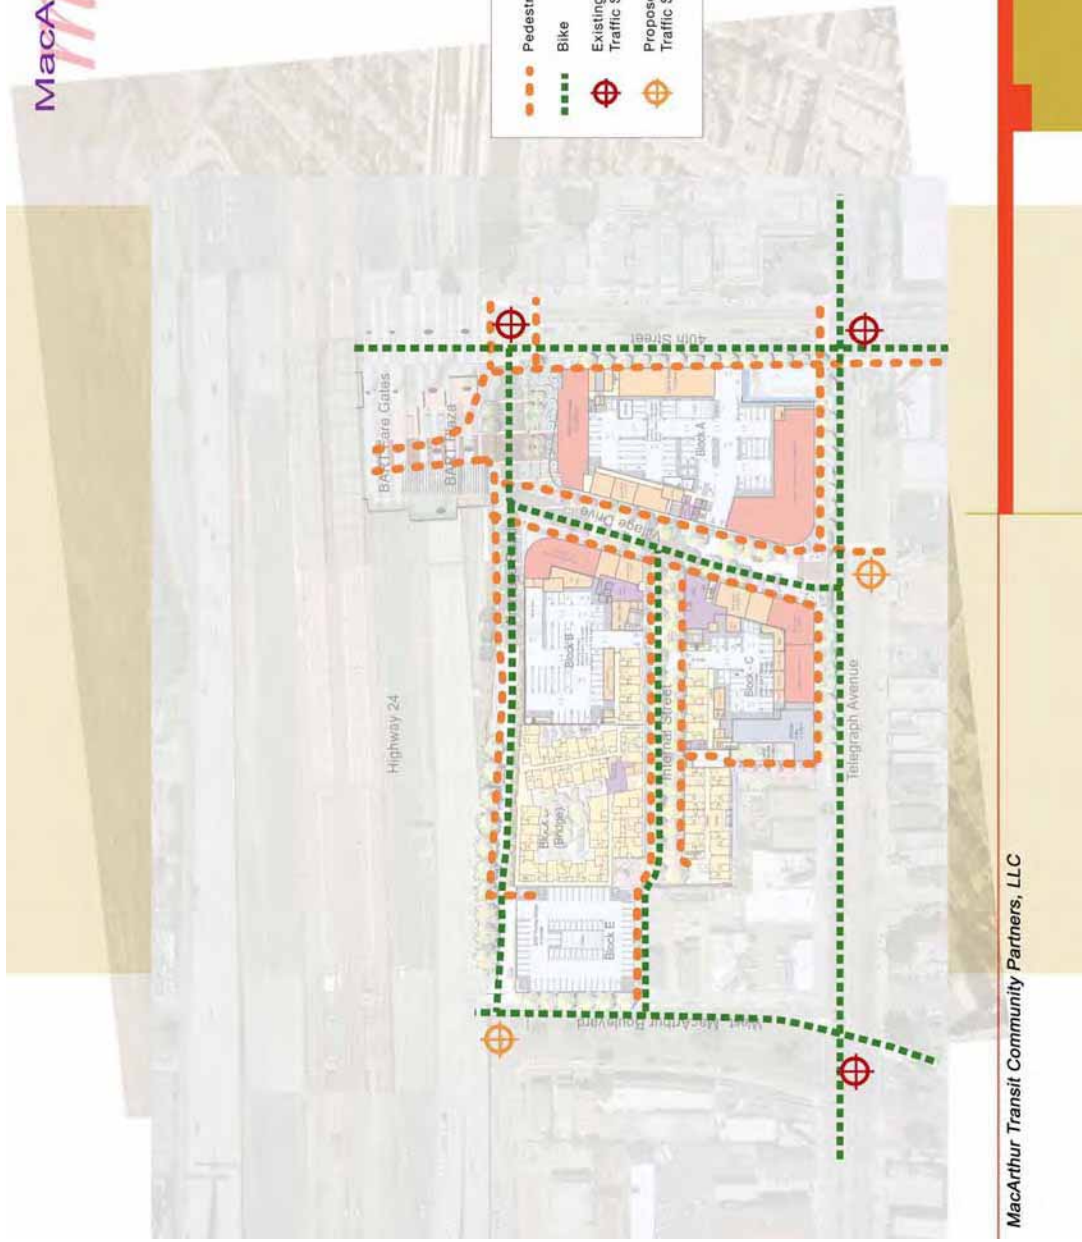 MacA
Pedestr
Bike
Existing
Traffic S
Propose
Traffic S
BART Fare Gates
BART Plaza
40th Street
Block A
Village Drive
Highway 24
Block B
Internal Street
Block - C
Telegraph Avenue
(Bridge)
Block E
West MacArthur Boulevard
MacArthur Transit Community Partners, LLC